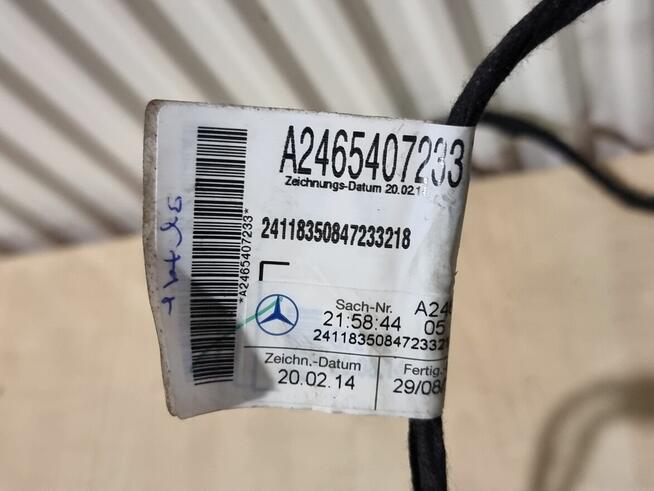 A2465407233
Zeichnungs-Datum 20.02.1
24118350847233218
*A2465407233*
Sach-Nr. A246
21:58:44 05
2411835084723321
Zeichn.-Datum Fertig.
20.02.14 29/08